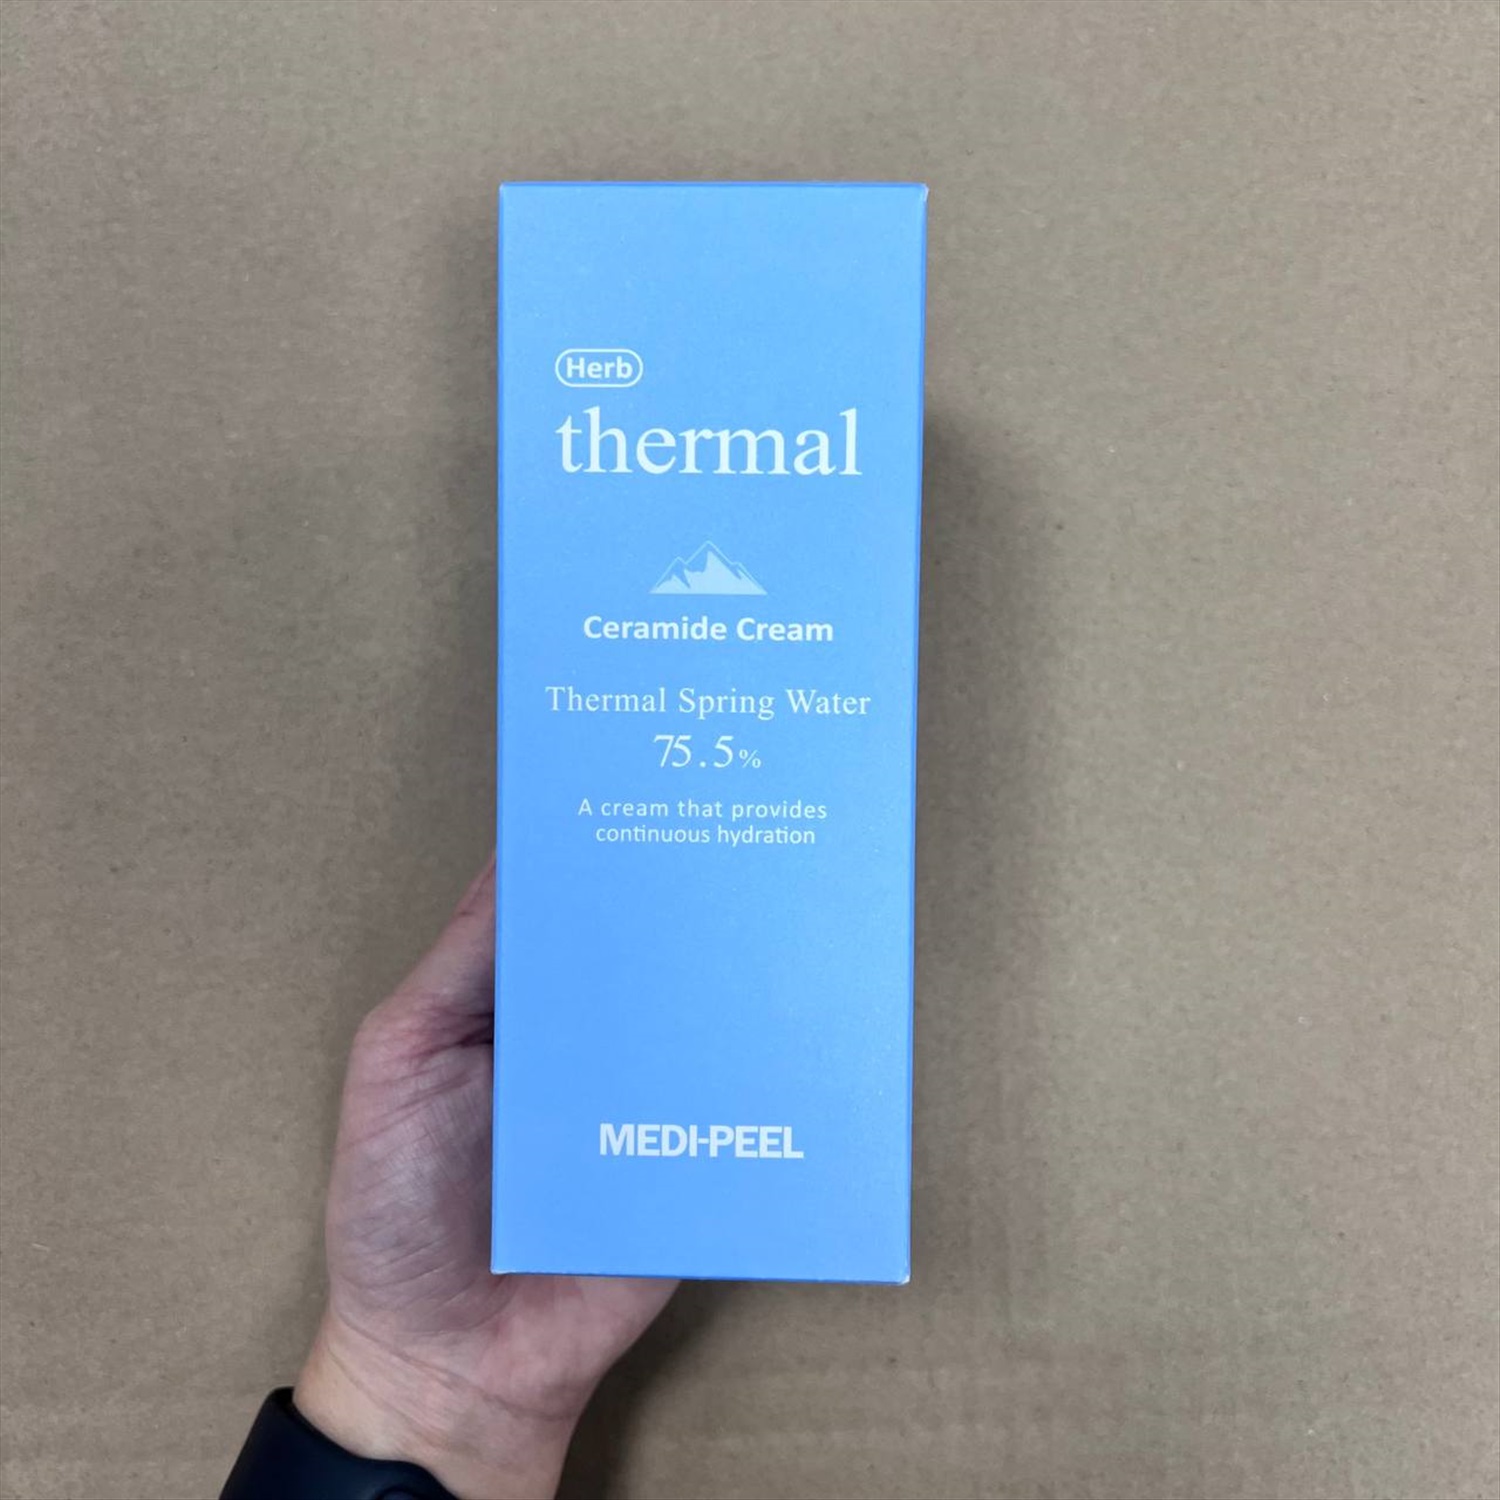 Herb
thermal
Ceramide Cream
Thermal Spring Water
75.5%
A cream that provides
continuous hydration
MEDI-PEEL